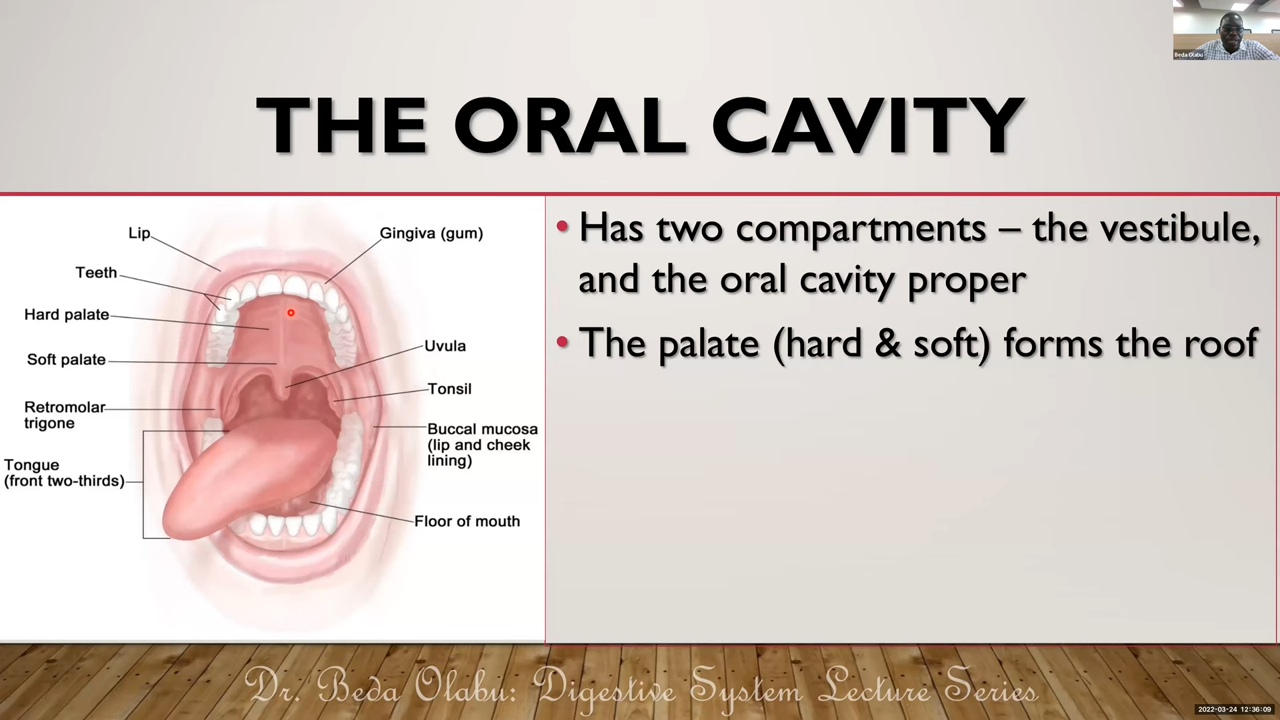 Beda Olabu
THE ORAL CAVITY
Lip
Gingiva (gum)
Teeth
Hard palate
Soft palate
Uvula
Tonsil
Retromolar
trigone
Buccal mucosa
(lip and cheek
lining)
Tongue
(front two-thirds)
Floor of mouth
• Has two compartments – the vestibule,
and the oral cavity proper
• The palate (hard & soft) forms the roof
Dr. Beda Olabu: Digestive System Lecture Series
2022-03-24 12:36:09